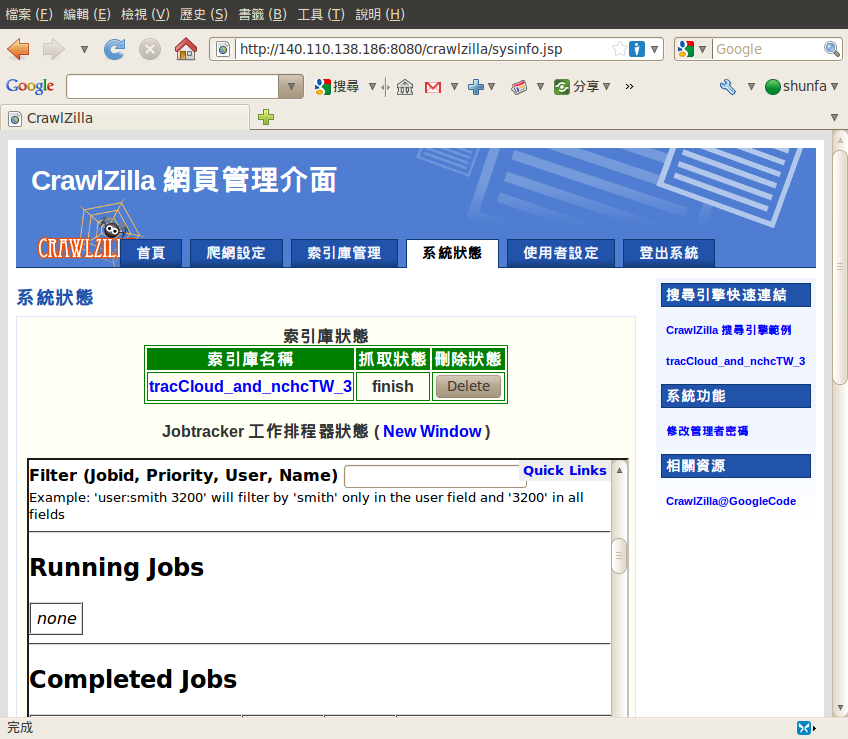 檔案 (F) 編輯 (E) 檢視 (V) 歷史 (S) 書籤 (B) 工具 (T) 說明 (H)
http://140.110.138.186:8080/crawlzilla/sysinfo.jsp
Google
Google 搜尋 分享 » shunfa
CrawlZilla
CrawlZilla 網頁管理介面
CRAWLZIL
首頁 爬網設定 索引庫管理 系統狀態 使用者設定 登出系統
系統狀態
索引庫狀態
索引庫名稱 抓取狀態 刪除狀態
tracCloud_and_nchcTW_3 finish Delete
Jobtracker 工作排程器狀態 ( New Window )
Filter (Jobid, Priority, User, Name)
Quick Links
Example: 'user:smith 3200' will filter by 'smith' only in the user field and '3200' in all
fields
Running Jobs
none
Completed Jobs
搜尋引擎快速連結
CrawlZilla 搜尋引擎範例
tracCloud_and_nchcTW_3
系統功能
修改管理者密碼
相關資源
CrawlZilla@GoogleCode
完成